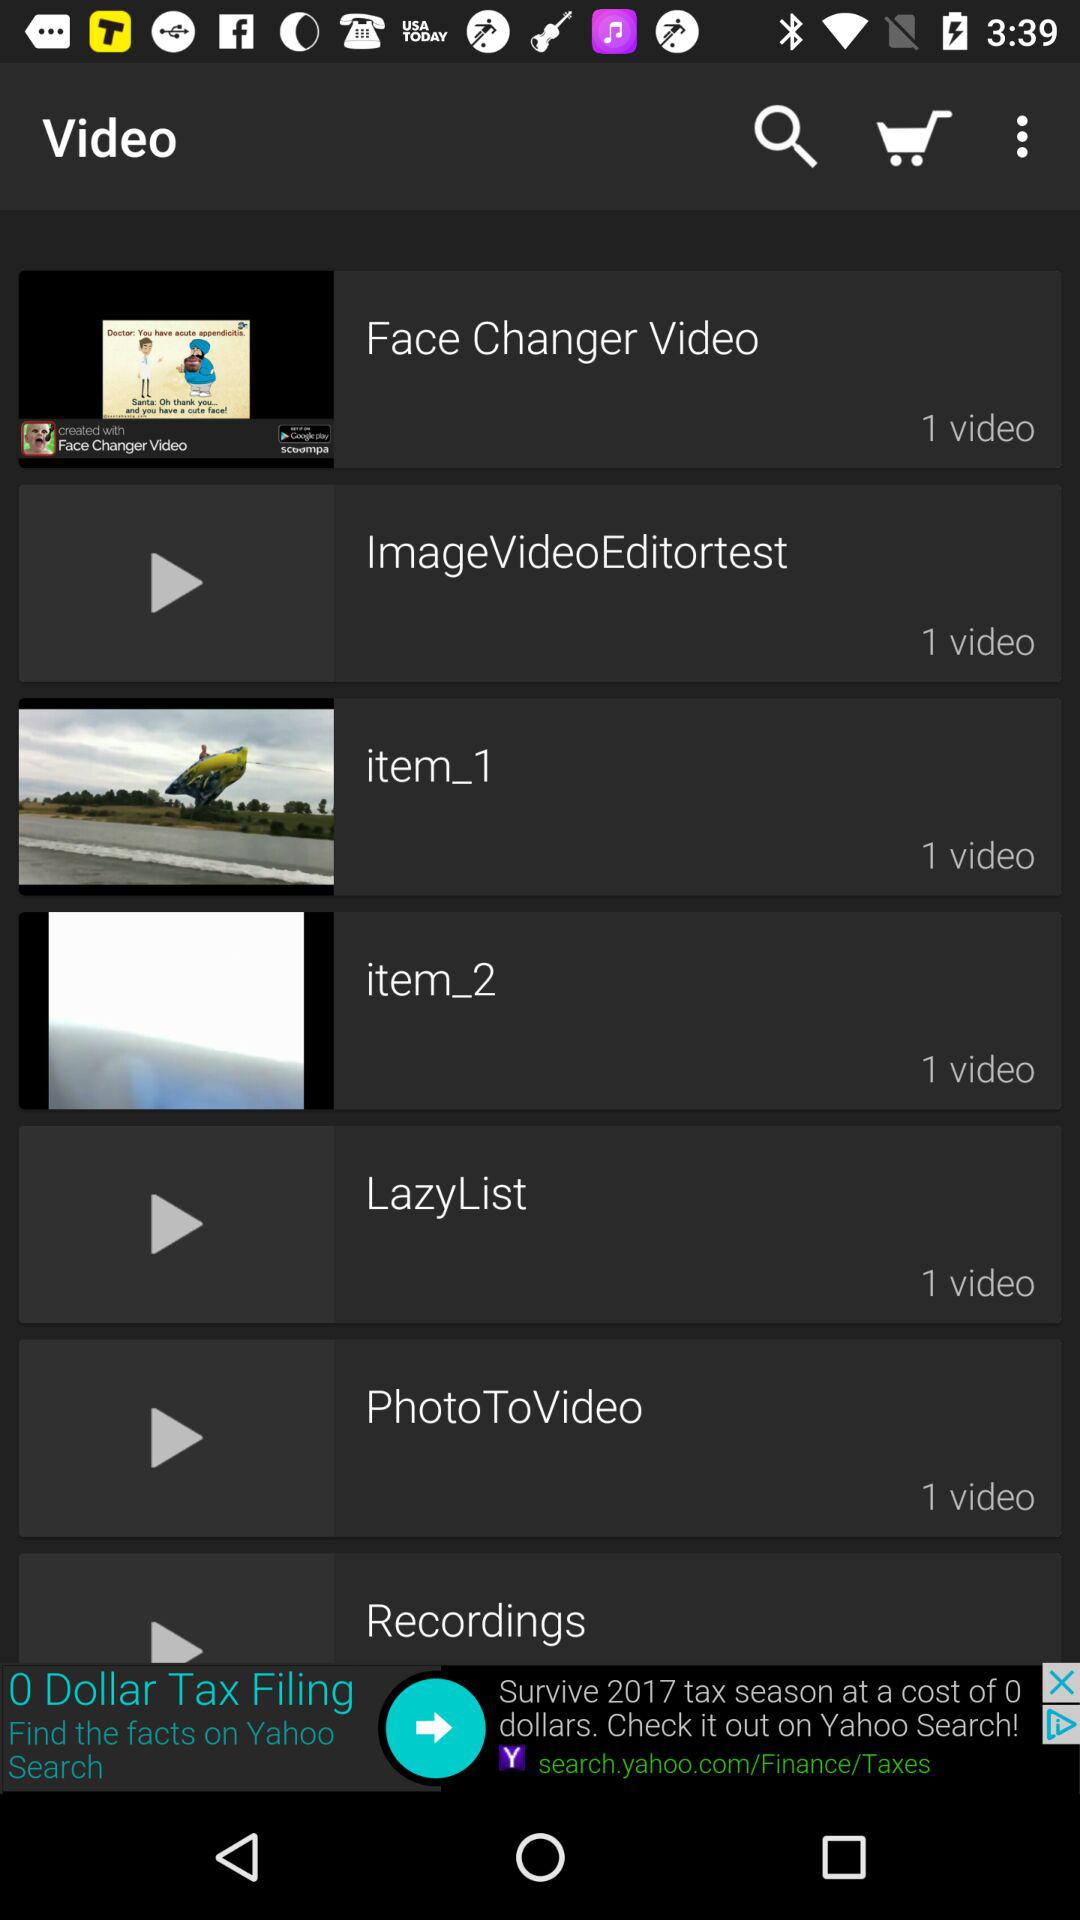 USA
TODAY
3:39
Video
Doctor: You have acute appendicitis.
Santa: Oh thank you...
and you have a cute face!
created with
Face Changer Video
GET IT ON
Google play
scoompa
Face Changer Video
1 video
ImageVideoEditortest
1 video
item_1
1 video
item_2
1 video
LazyList
1 video
PhotoToVideo
1 video
Recordings
0 Dollar Tax Filing
Find the facts on Yahoo
Search
Survive 2017 tax season at a cost of 0
dollars. Check it out on Yahoo Search!
search.yahoo.com/Finance/Taxes